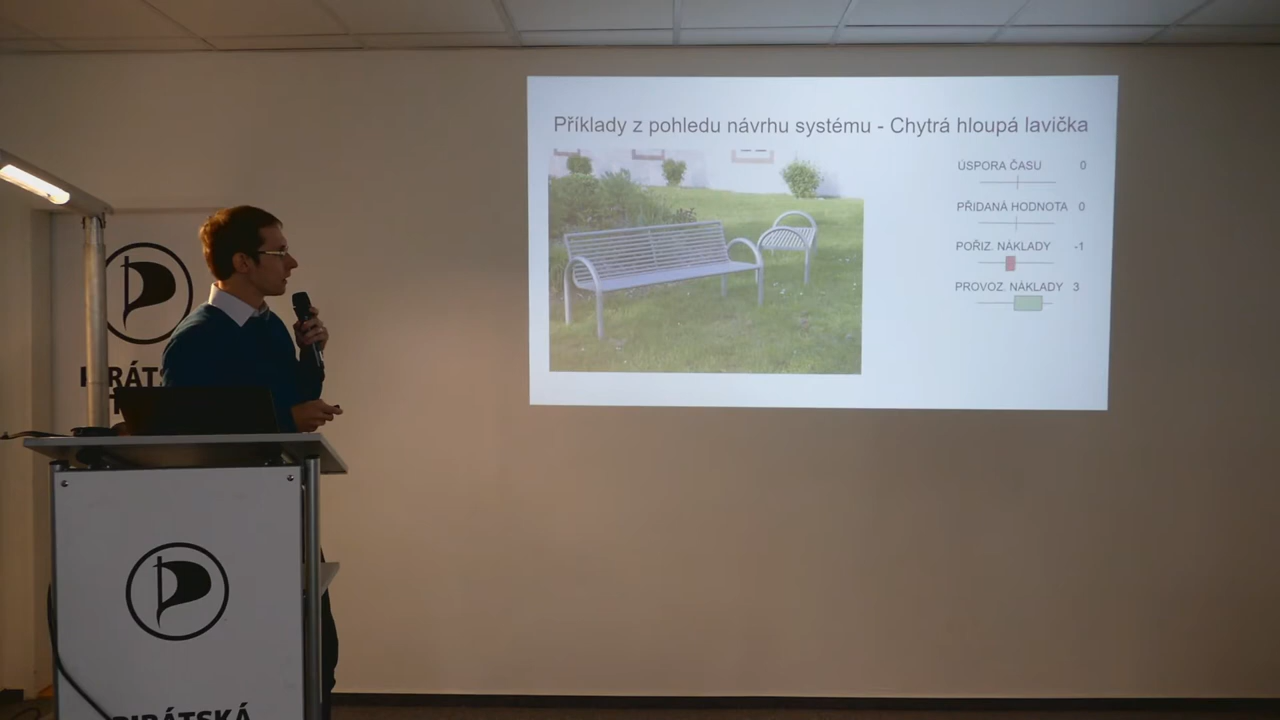 Příklady z pohledu návrhu systému - Chytrá hloupá lavička
ÚSPORA ČASU 0
PŘIDANÁ HODNOTA 0
POŘIZ. NÁKLADY -1
PROVOZ. NÁKLADY 3
PIRÁTSKÁ